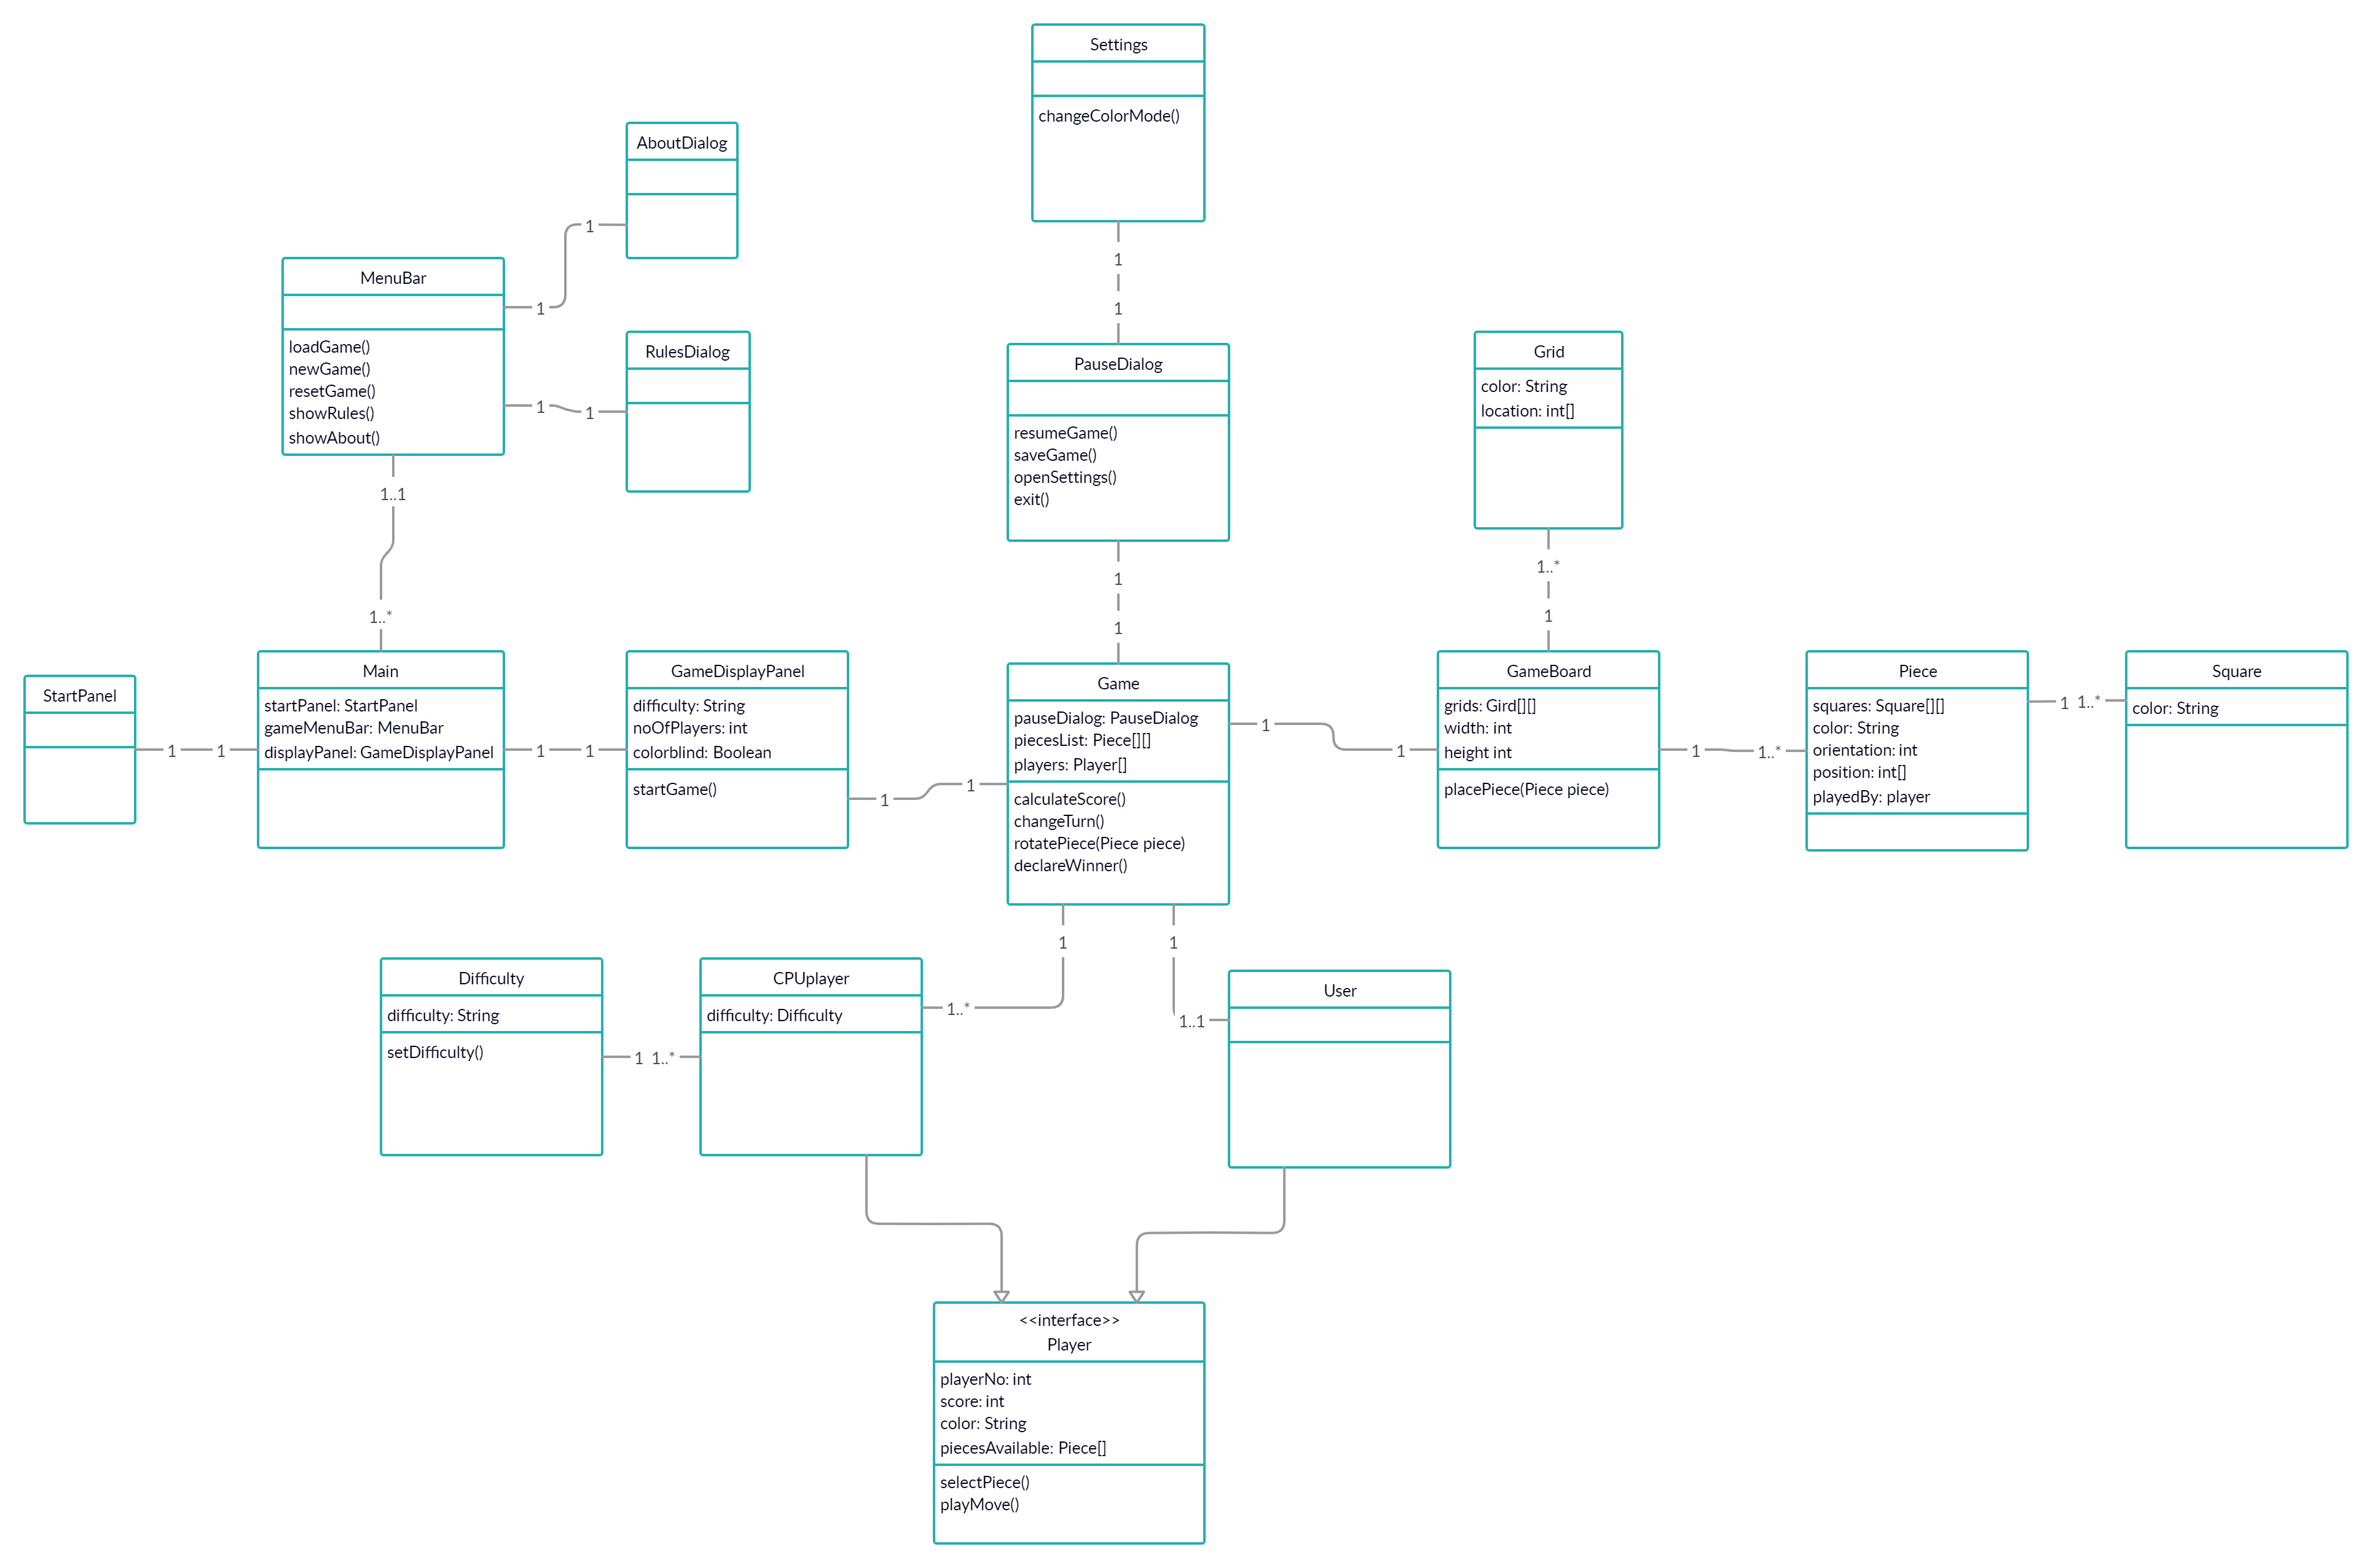 Settings
changeColorMode()
1
1
AboutDialog
1
1
MenuBar
loadGame()
newGame()
resetGame()
showRules()
showAbout()
RulesDialog
1
1
1..1
1..*
PauseDialog
resumeGame()
saveGame()
openSettings()
exit()
1
1
Grid
color: String
location: int[]
1..*
1
StartPanel
1
1
Main
startPanel: StartPanel
gameMenuBar: MenuBar
displayPanel: GameDisplayPanel
1
1
GameDisplayPanel
difficulty: String
noOfPlayers: int
colorblind: Boolean
startGame()
1
1
Game
pauseDialog: PauseDialog
piecesList: Piece[][]
players: Player[]
calculateScore()
changeTurn()
rotatePiece(Piece piece)
declareWinner()
1
1
GameBoard
grids: Gird[][]
width: int
height int
placePiece(Piece piece)
1
1..*
Piece
squares: Square[][]
color: String
orientation: int
position: int[]
playedBy: player
1
1..*
Square
color: String
1
1..*
1
1..1
Difficulty
difficulty: String
setDifficulty()
1
1..*
CPUplayer
difficulty: Difficulty
User
<<interface>>
Player
playerNo: int
score: int
color: String
piecesAvailable: Piece[]
selectPiece()
playMove()